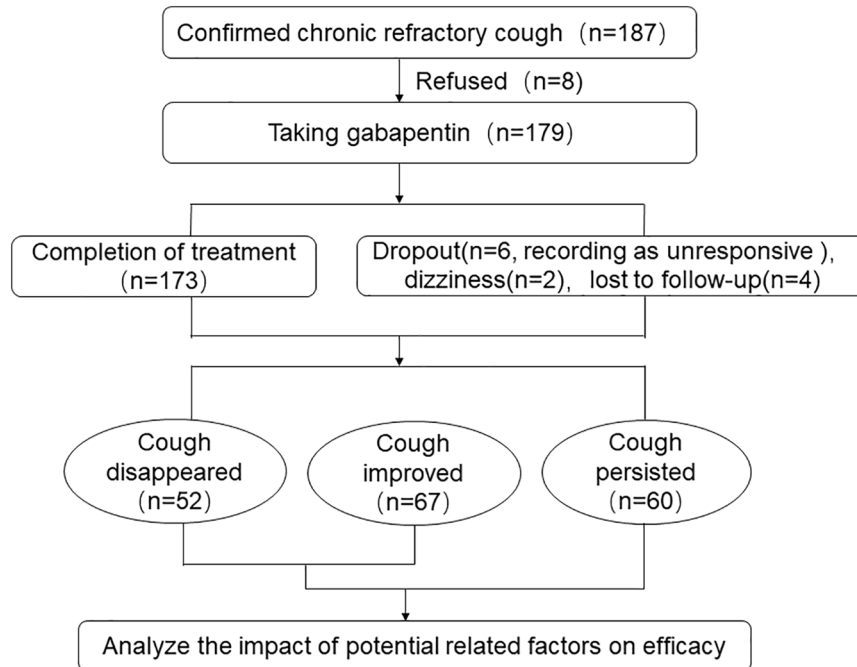 Confirmed chronic refractory cough（n=187)
Refused（n=8)
Taking gabapentin（n=179)
Completion of treatment
（n=173)
Dropout(n=6, recording as unresponsive ),
dizziness(n=2), lost to follow-up(n=4)
Cough
disappeared
（n=52)
Cough
improved
（n=67)
Cough
persisted
（n=60)
Analyze the impact of potential related factors on efficacy